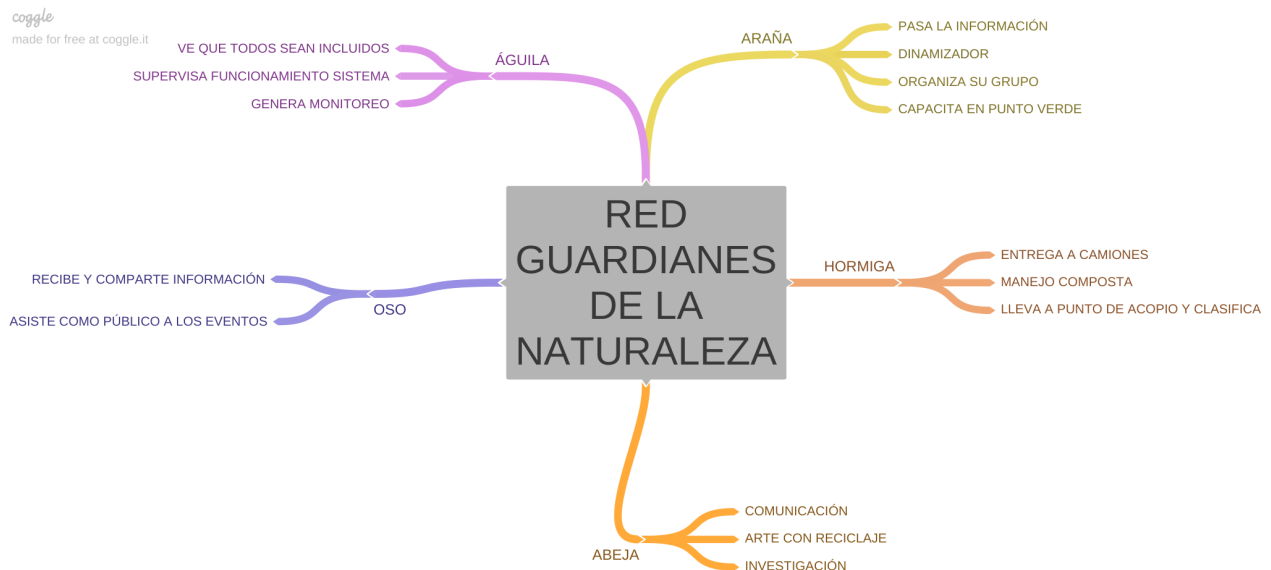 coggle
made for free at coggle.it
ÁGUILA
VE QUE TODOS SEAN INCLUIDOS
SUPERVISA FUNCIONAMIENTO SISTEMA
GENERA MONITOREO
ARAÑA
PASA LA INFORMACIÓN
DINAMIZADOR
ORGANIZA SU GRUPO
CAPACITA EN PUNTO VERDE
RED
GUARDIANES
DE LA
NATURALEZA
OSO
RECIBE Y COMPARTE INFORMACIÓN
ASISTE COMO PÚBLICO A LOS EVENTOS
HORMIGA
ENTREGA A CAMIONES
MANEJO COMPOSTA
LLEVA A PUNTO DE ACOPIO Y CLASIFICA
ABEJA
COMUNICACIÓN
ARTE CON RECICLAJE
INVESTIGACIÓN